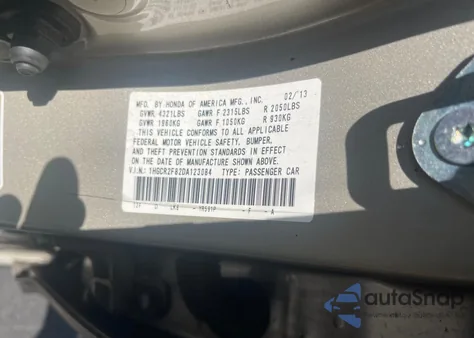 MFD. BY HONDA OF AMERICA MFG., INC. 02/13
GVWR 4321LBS GAWR F 2315LBS R 2050LBS
GVWR 1960KG GAWR F 1050KG R 930KG
THIS VEHICLE CONFORMS TO ALL APPLICABLE
FEDERAL MOTOR VEHICLE SAFETY, BUMPER,
AND THEFT PREVENTION STANDARDS IN EFFECT
ON THE DATE OF MANUFACTURE SHOWN ABOVE.
V.I.N.: 1HGCR2F82DA123084 TYPE: PASSENGER CAR
F A
autoSnap